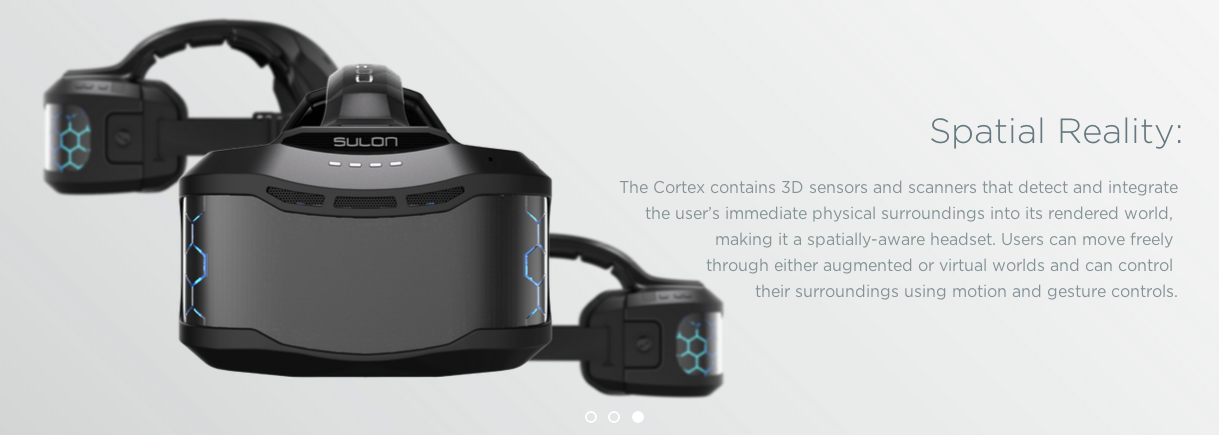 SULON
Spatial Reality:
The Cortex contains 3D sensors and scanners that detect and integrate
the user's immediate physical surroundings into its rendered world,
making it a spatially-aware headset. Users can move freely
through either augmented or virtual worlds and can control
their surroundings using motion and gesture controls.